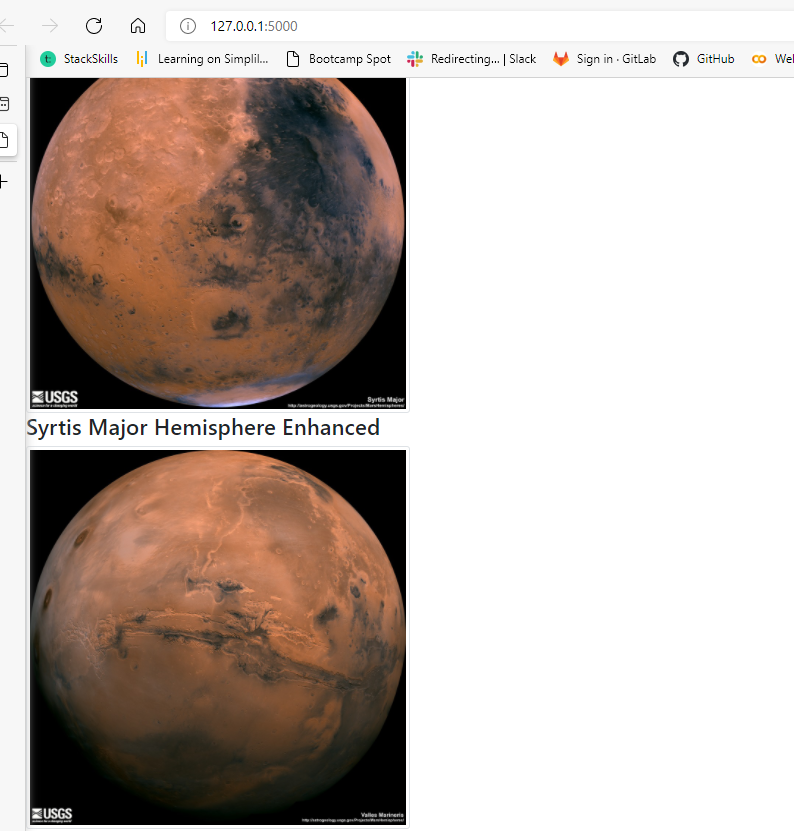 127.0.0.1:5000
t: StackSkills Learning on Simplil... Bootcamp Spot Redirecting... | Slack Sign in · GitLab GitHub co Wel
USGS
science for a changing world
Syrtis Major
http://astrogeology.usgs.gov/Projects/MarsHemispheres/
Syrtis Major Hemisphere Enhanced
USGS
science for a changing world
Valles Marineris
http://astrogeology.usgs.gov/Projects/MarsHemispheres/